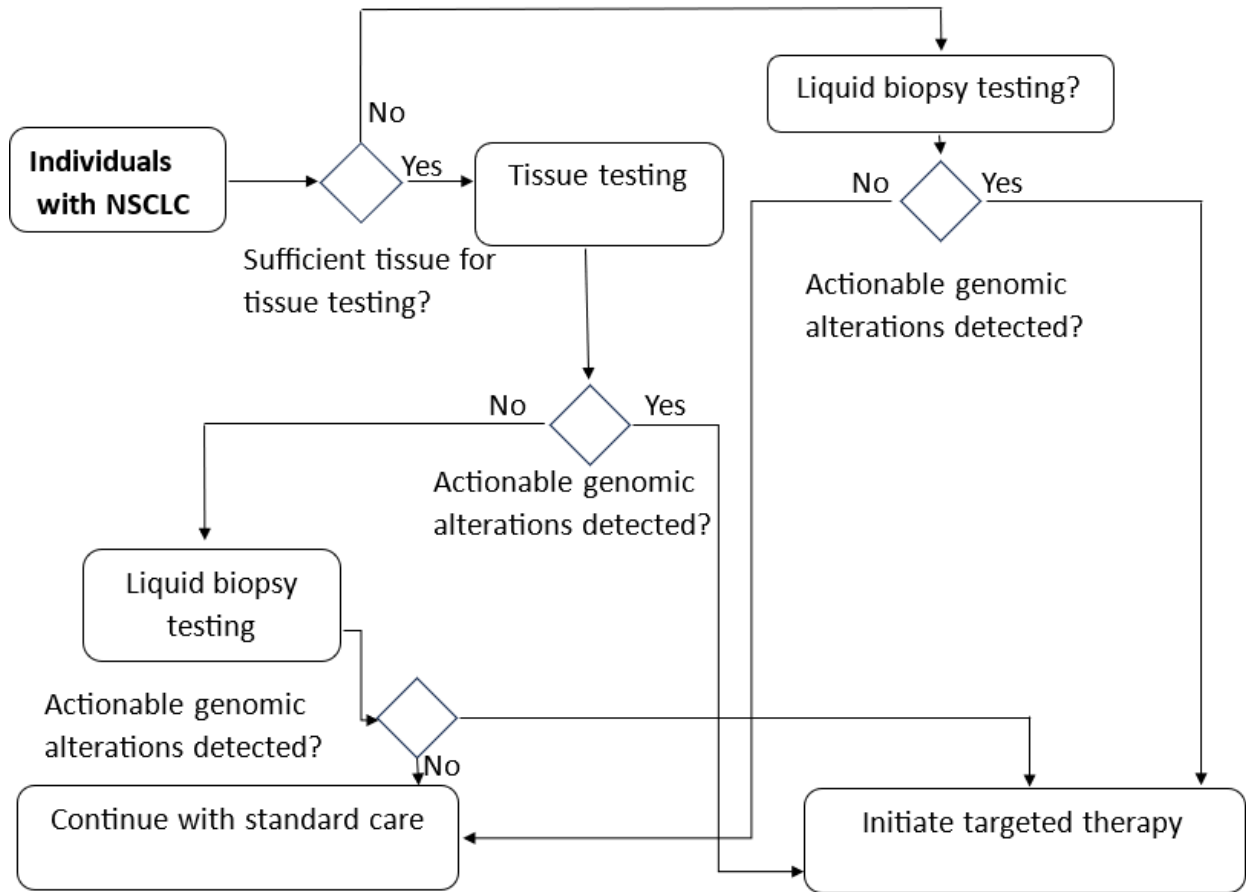 No
Liquid biopsy testing?
Individuals
with NSCLC
Yes
Tissue testing
No
Yes
Sufficient tissue for
tissue testing?
Actionable genomic
alterations detected?
No
Yes
Actionable genomic
alterations detected?
Liquid biopsy
testing
Actionable genomic
alterations detected?
No
Continue with standard care
Initiate targeted therapy